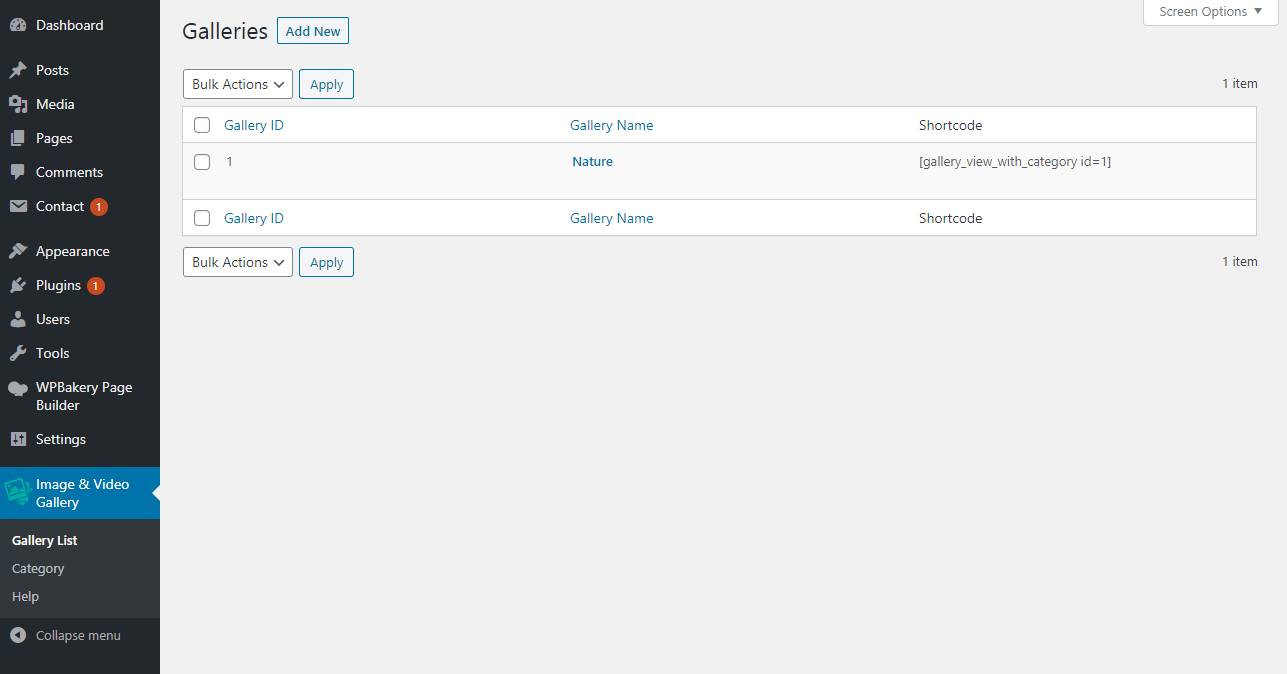 Dashboard
Posts
Media
Pages
Comments
Contact 1
Appearance
Plugins 1
Users
Tools
WPBakery Page
Builder
Settings
Image & Video
Gallery
Gallery List
Category
Help
Collapse menu
Screen Options
Galleries Add New
Bulk Actions Apply 1 item
Gallery ID Gallery Name Shortcode
1 Nature [gallery_view_with_category id=1]
Gallery ID Gallery Name Shortcode
Bulk Actions Apply 1 item